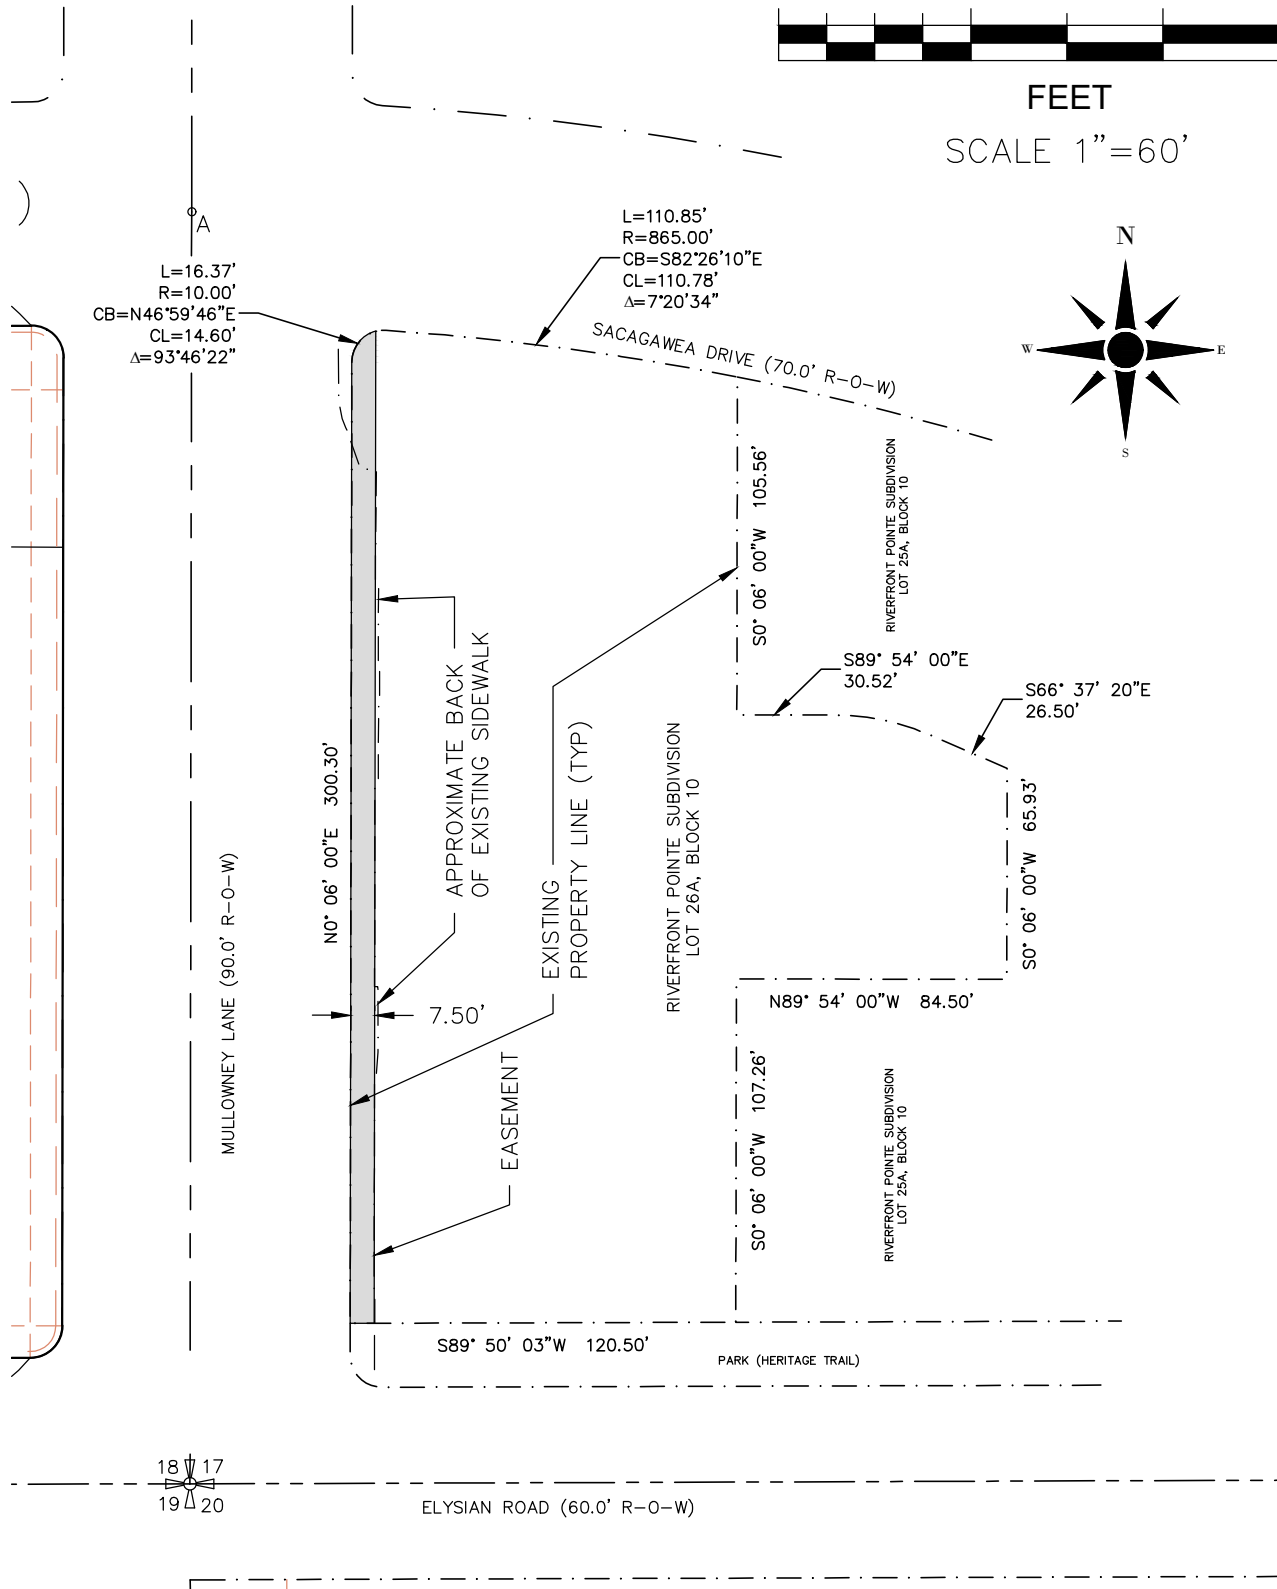 FEET
SCALE 1"=60'
N
W
E
S
A
L=16.37'
R=10.00'
CB=N46°59'46"E
CL=14.60'
Δ=93°46'22"
L=110.85'
R=865.00'
CB=S82°26'10"E
CL=110.78'
Δ=7°20'34"
SACAGAWEA DRIVE (70.0' R-O-W)
S0° 06' 00"W 105.56'
RIVERFRONT POINTE SUBDIVISION
LOT 25A, BLOCK 10
S89° 54' 00"E
30.52'
S66° 37' 20"E
26.50'
APPROXIMATE BACK
OF EXISTING SIDEWALK
N0° 06' 00"E 300.30'
EXISTING
PROPERTY LINE (TYP)
RIVERFRONT POINTE SUBDIVISION
LOT 26A, BLOCK 10
S0° 06' 00"W 65.93'
MULLOWNEY LANE (90.0' R-O-W)
7.50'
N89° 54' 00"W 84.50'
EASEMENT
S0° 06' 00"W 107.26'
RIVERFRONT POINTE SUBDIVISION
LOT 25A, BLOCK 10
S89° 50' 03"W 120.50'
PARK (HERITAGE TRAIL)
18 17
19 20
ELYSIAN ROAD (60.0' R-O-W)